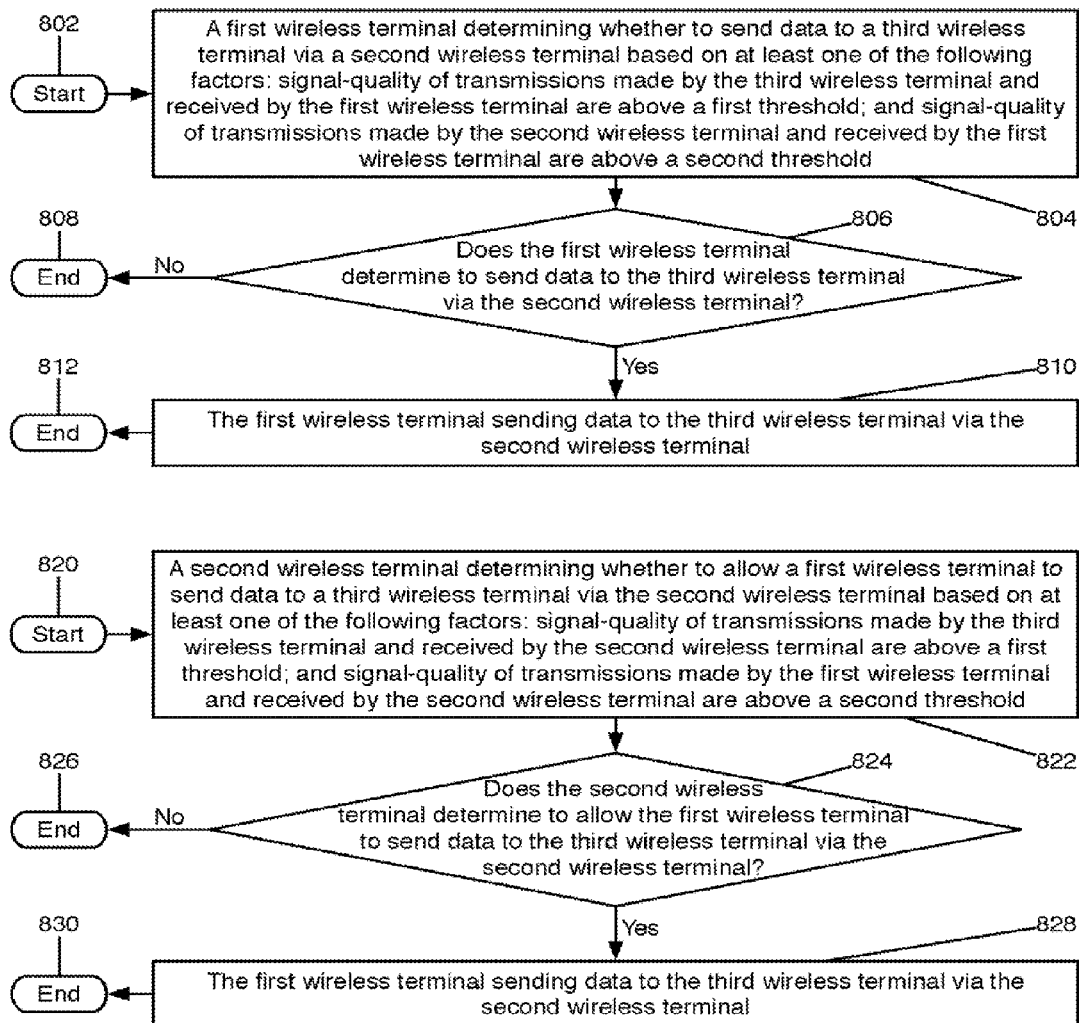 802
Start
A first wireless terminal determining whether to send data to a third wireless
terminal via a second wireless terminal based on at least one of the following
factors: signal-quality of transmissions made by the third wireless terminal and
received by the first wireless terminal are above a first threshold; and signal-quality
of transmissions made by the second wireless terminal and received by the first
wireless terminal are above a second threshold
804
808
End
No
806
Does the first wireless terminal
determine to send data to the third wireless terminal
via the second wireless terminal?
Yes
812
End
810
The first wireless terminal sending data to the third wireless terminal via the
second wireless terminal
820
Start
A second wireless terminal determining whether to allow a first wireless terminal to
send data to a third wireless terminal via the second wireless terminal based on at
least one of the following factors: signal-quality of transmissions made by the third
wireless terminal and received by the second wireless terminal are above a first
threshold; and signal-quality of transmissions made by the first wireless terminal
and received by the second wireless terminal are above a second threshold
822
826
End
No
824
Does the second wireless
terminal determine to allow the first wireless terminal
to send data to the third wireless terminal via the
second wireless terminal?
Yes
830
End
828
The first wireless terminal sending data to the third wireless terminal via the
second wireless terminal